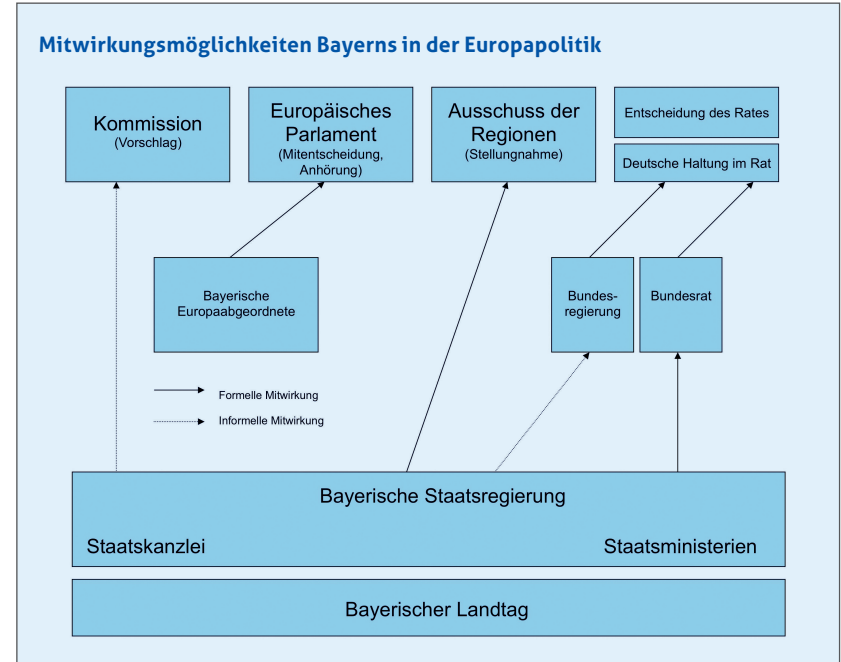 Mitwirkungsmöglichkeiten Bayerns in der Europapolitik
Kommission
(Vorschlag)
Europäisches
Parlament
(Mitentscheidung,
Anhörung)
Ausschuss der
Regionen
(Stellungnahme)
Entscheidung des Rates
Deutsche Haltung im Rat
Bayerische
Europaabgeordnete
Bundes-
regierung
Bundesrat
Formelle Mitwirkung
Informelle Mitwirkung
Bayerische Staatsregierung
Staatskanzlei
Staatsministerien
Bayerischer Landtag